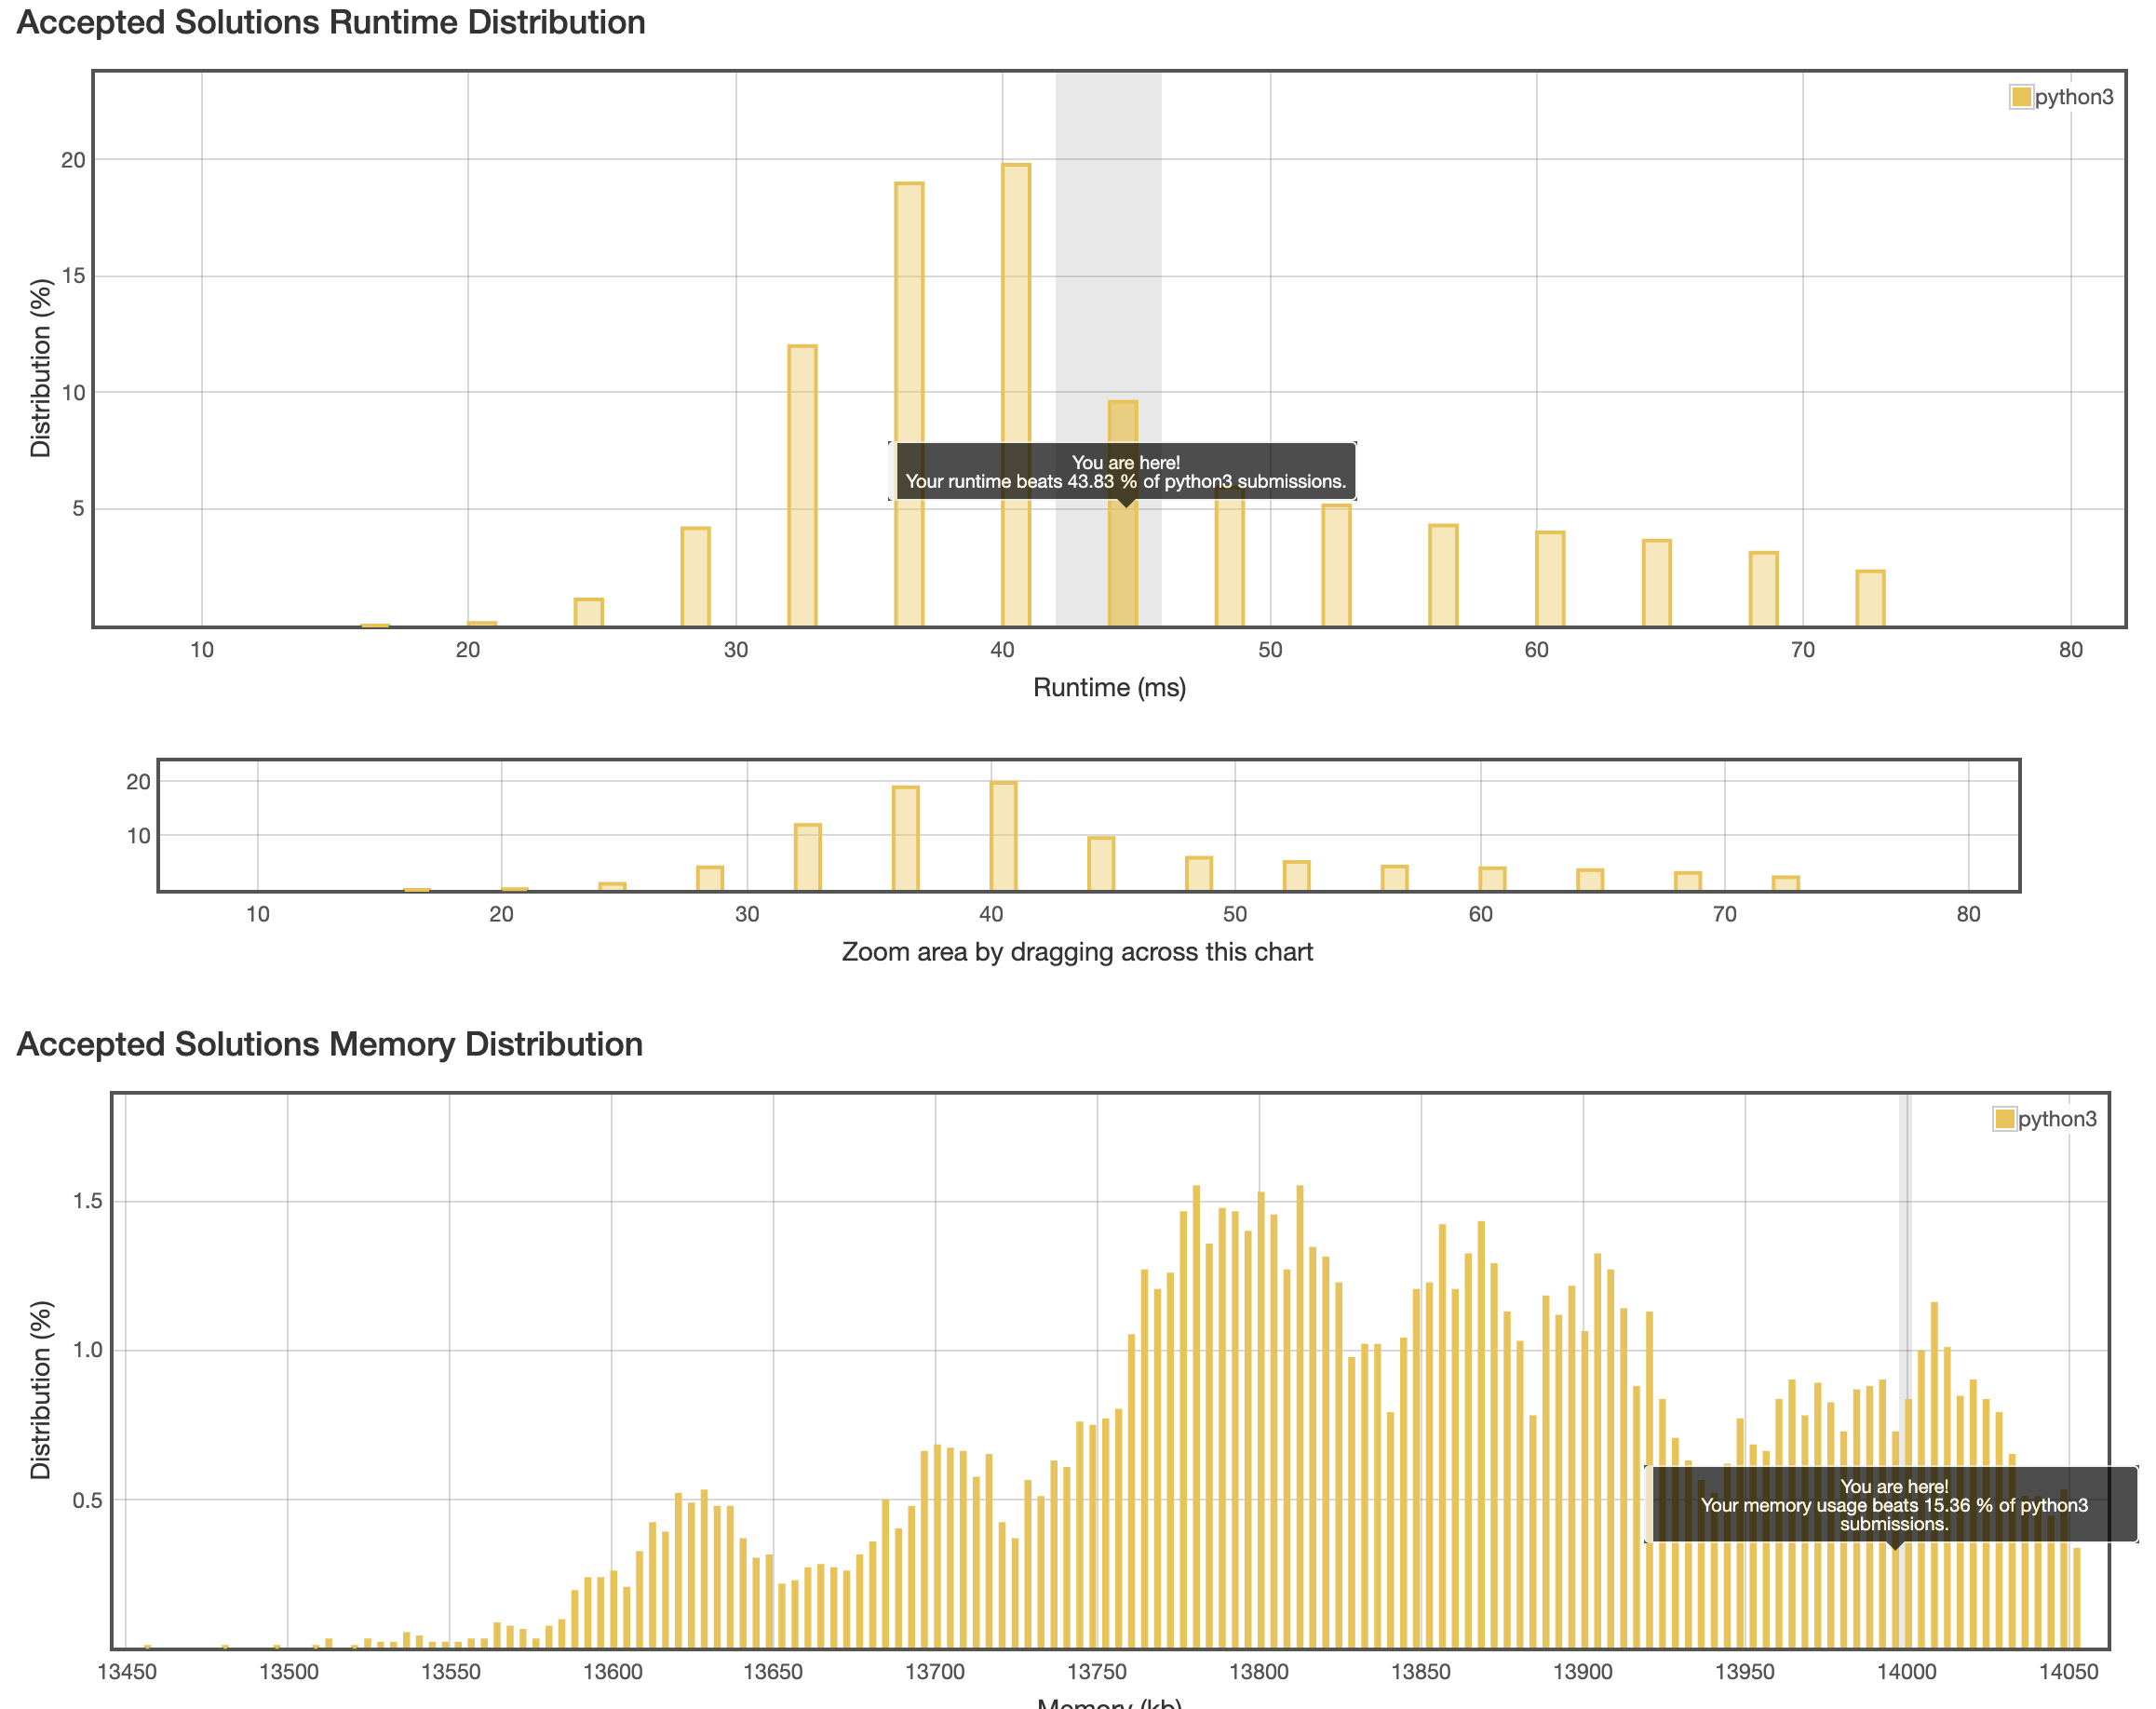 Accepted Solutions Runtime Distribution
python3
20
15
10
5
Distribution (%)
You are here!
Your runtime beats 43.83 % of python3 submissions.
10 20 30 40 50 60 70 80
Runtime (ms)
20
10
10 20 30 40 50 60 70 80
Zoom area by dragging across this chart
Accepted Solutions Memory Distribution
python3
1.5
1.0
0.5
Distribution (%)
You are here!
Your memory usage beats 15.36 % of python3
submissions.
13450 13500 13550 13600 13650 13700 13750 13800 13850 13900 13950 14000 14050
Memory (kb)